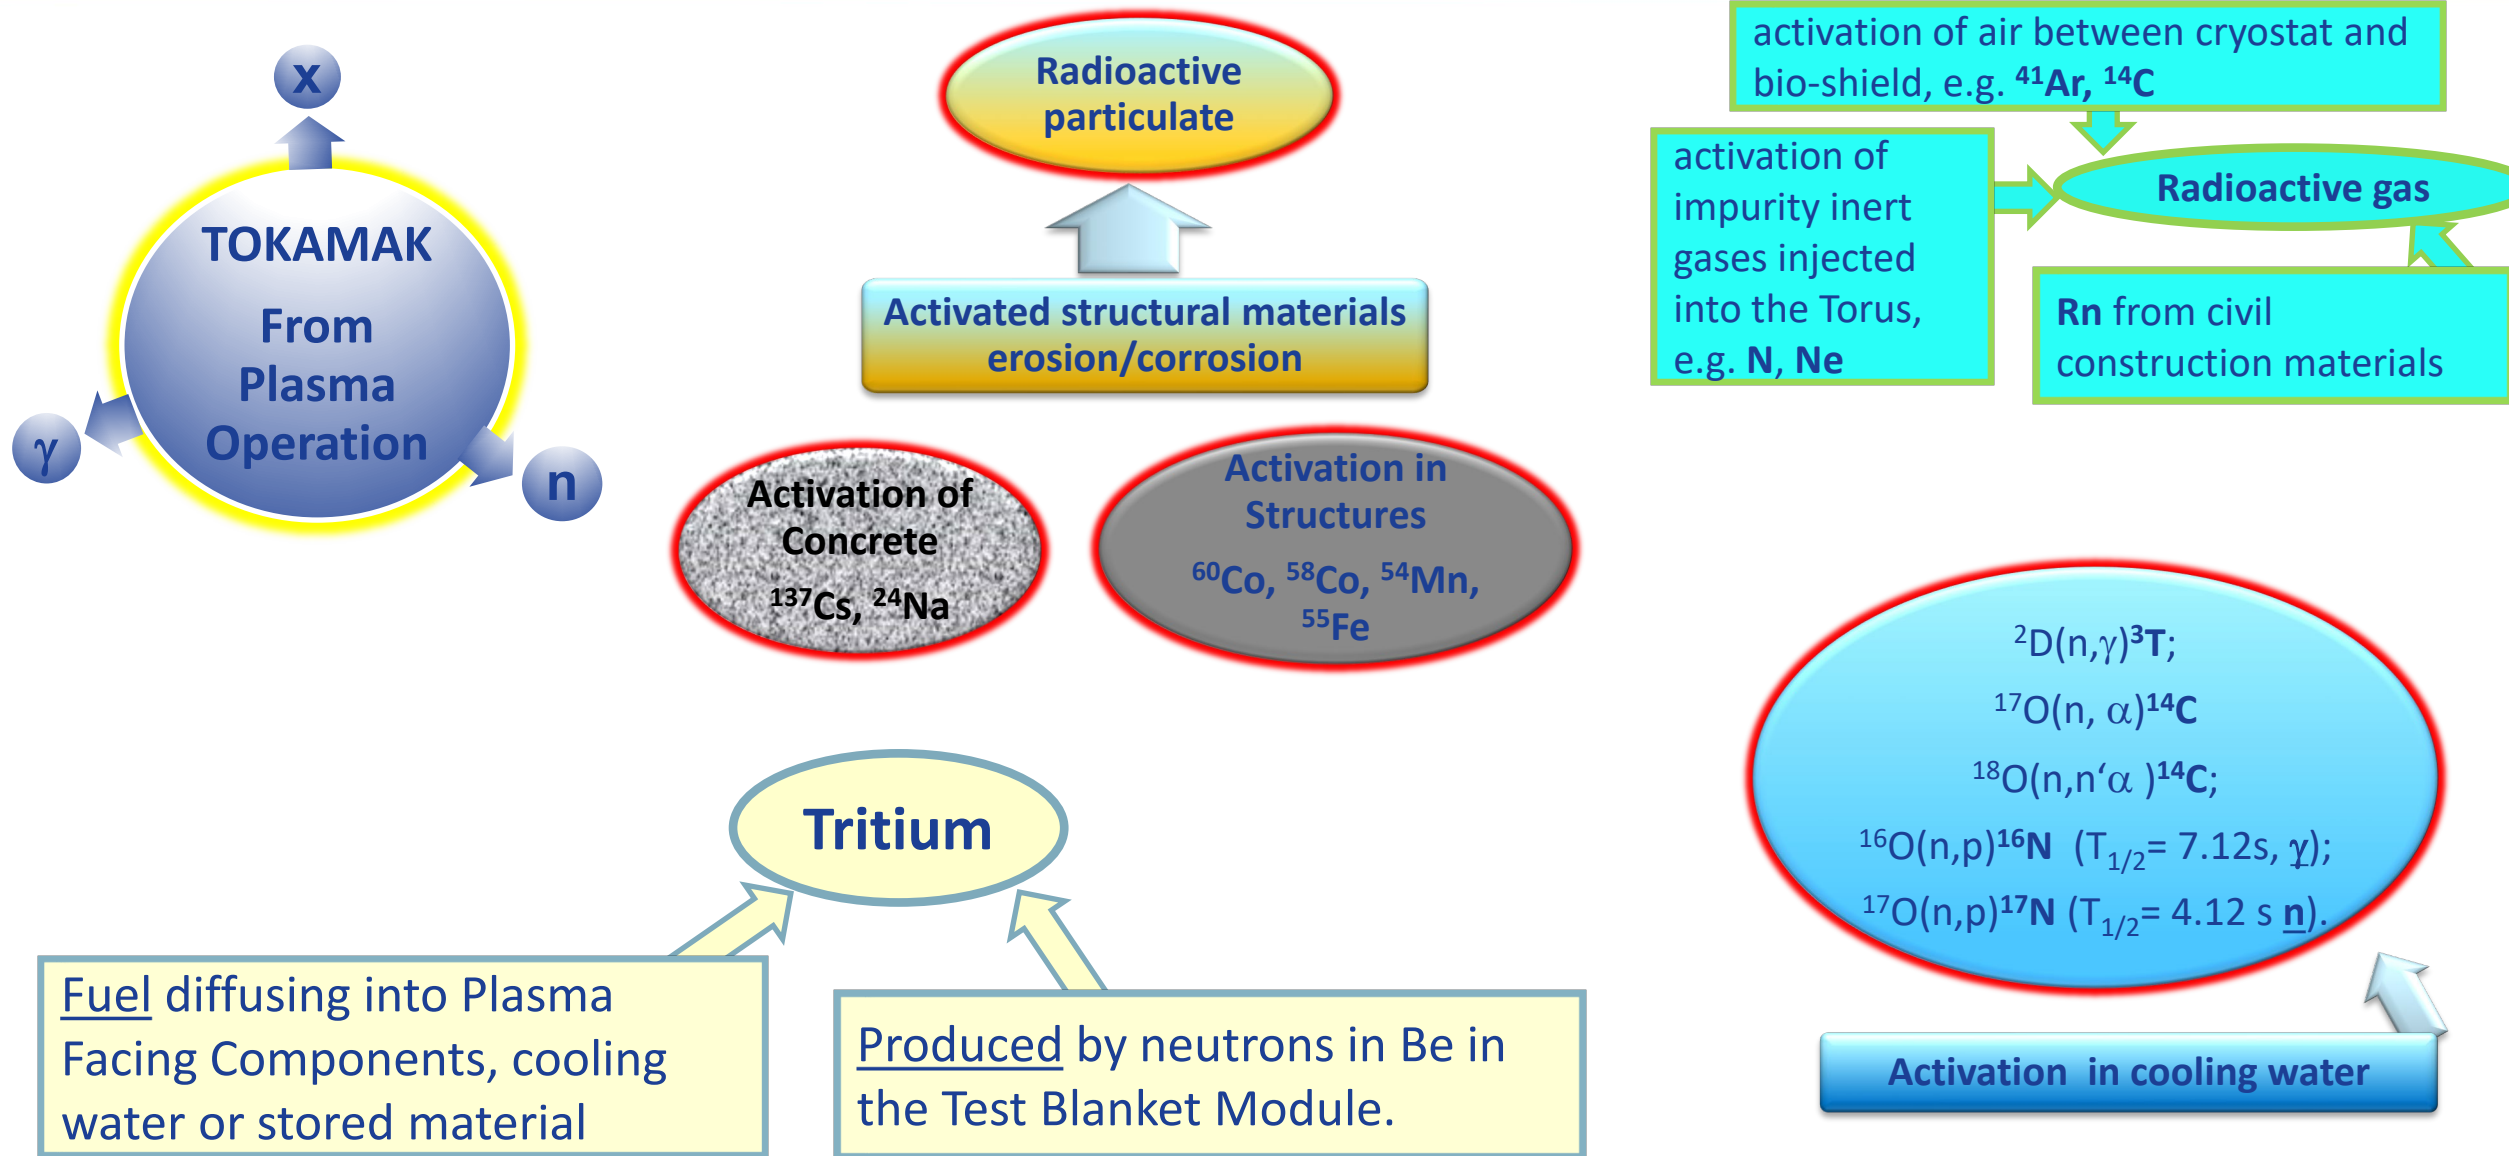 x
TOKAMAK
From
Plasma
Operation
γ
n
Radioactive
particulate
Activated structural materials
erosion/corrosion
activation of air between cryostat and
bio-shield, e.g. ⁴¹Ar, ¹⁴C
activation of
impurity inert
gases injected
into the Torus,
e.g. N, Ne
Radioactive gas
Rn from civil
construction materials
Activation of
Concrete
¹³⁷Cs, ²⁴Na
Activation in
Structures
⁶⁰Co, ⁵⁸Co, ⁵⁴Mn,
⁵⁵Fe
²D(n,γ)³T;
¹⁷O(n, α)¹⁴C
¹⁸O(n,n‘α )¹⁴C;
¹⁶O(n,p)¹⁶N (T₁/₂= 7.12s, γ);
¹⁷O(n,p)¹⁷N (T₁/₂= 4.12 s n).
Activation in cooling water
Tritium
Fuel diffusing into Plasma
Facing Components, cooling
water or stored material
Produced by neutrons in Be in
the Test Blanket Module.